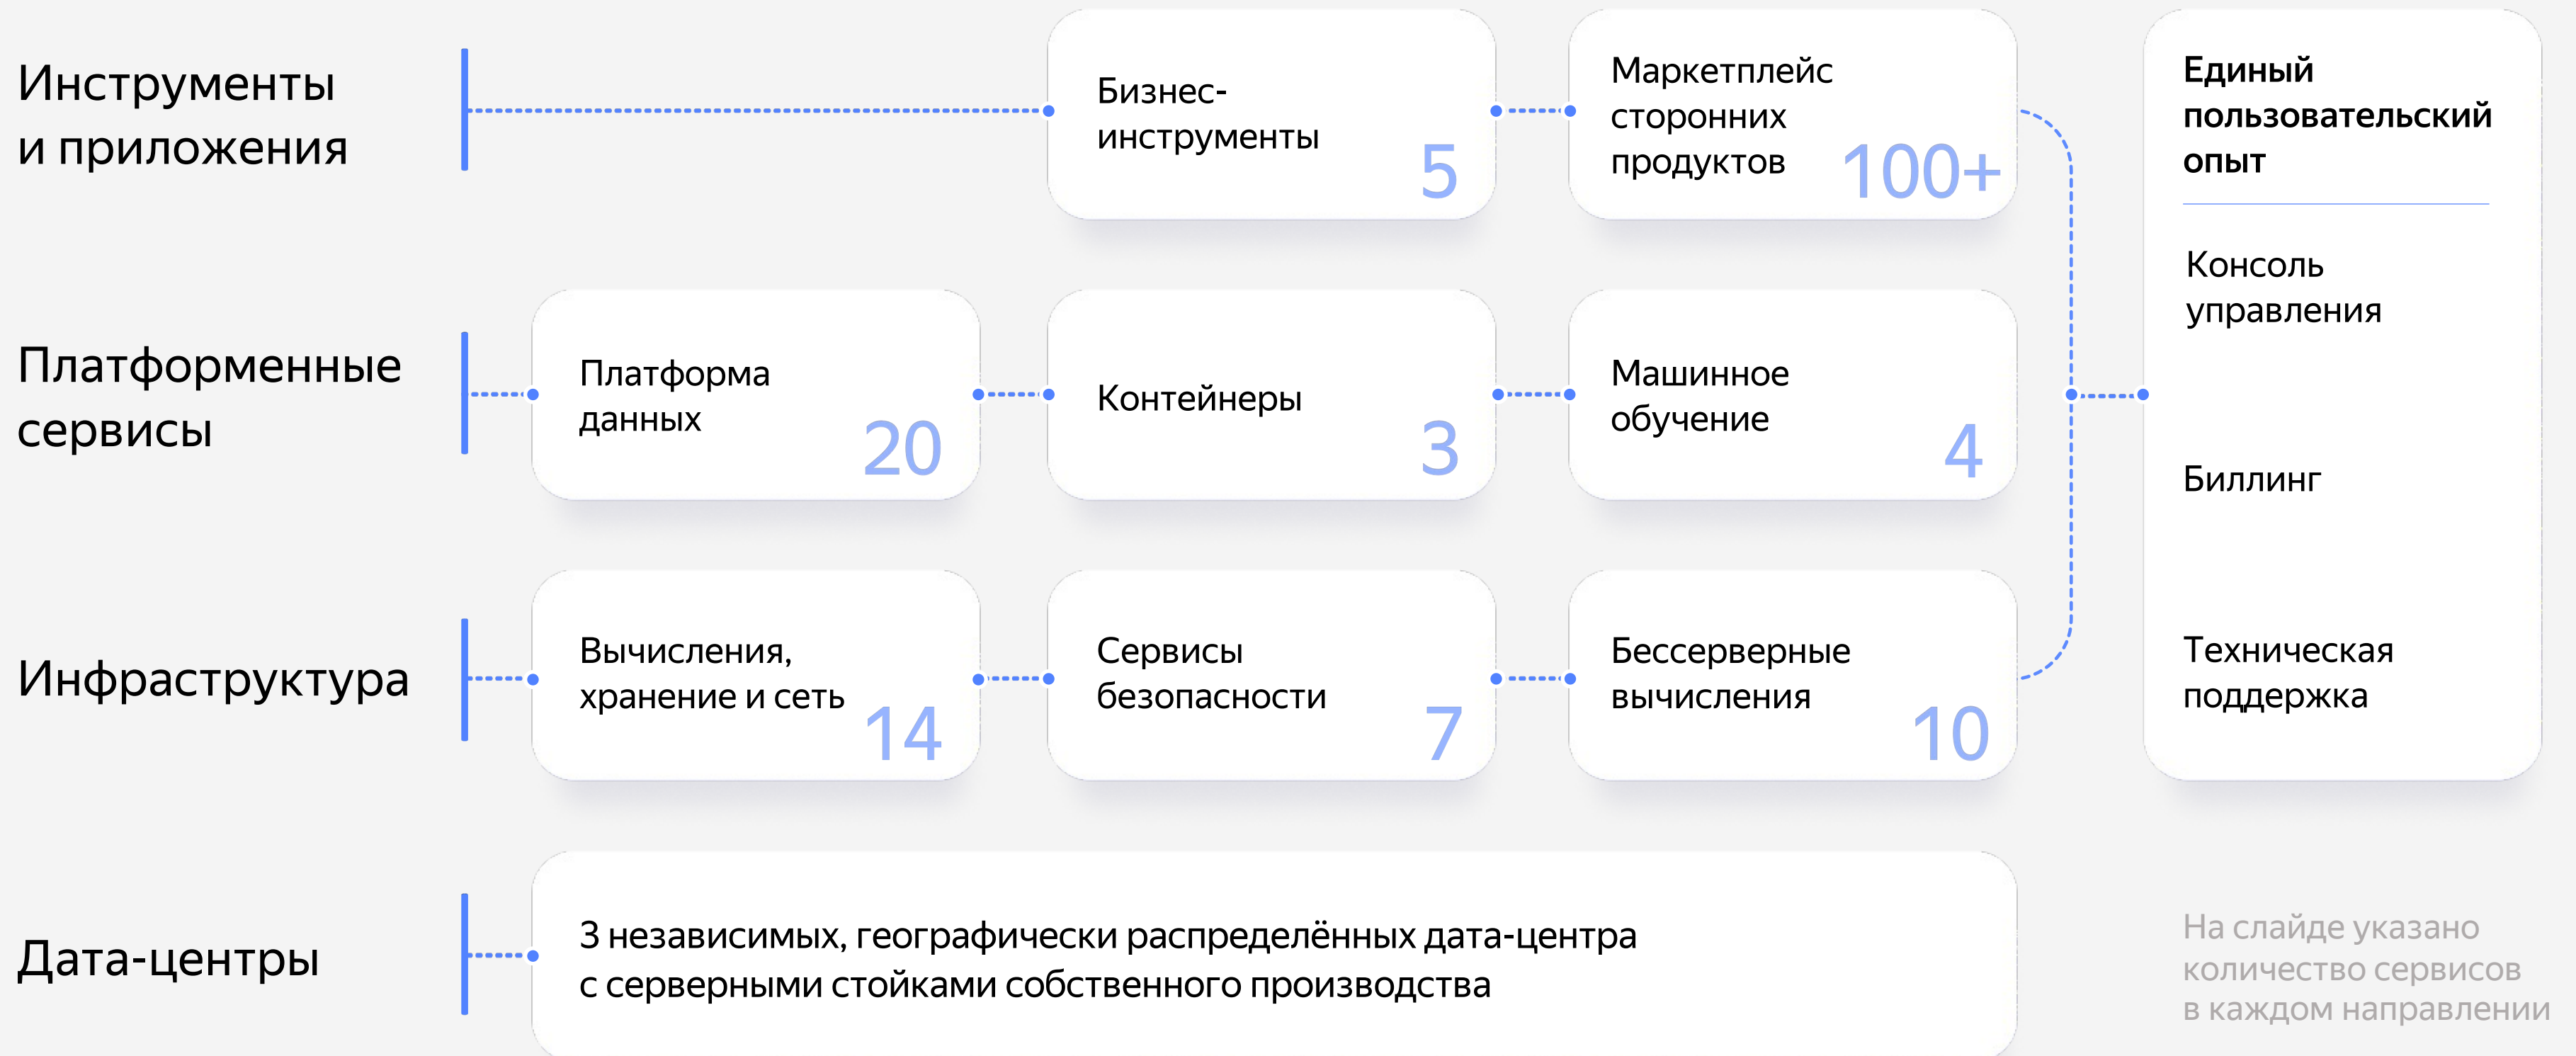 Инструменты
и приложения
Бизнес-
инструменты
5
Маркетплейс
сторонних
продуктов
100+
Платформенные
сервисы
Платформа
данных
20
Контейнеры
3
Машинное
обучение
4
Инфраструктура
Вычисления,
хранение и сеть
14
Сервисы
безопасности
7
Бессерверные
вычисления
10
Дата-центры
3 независимых, географически распределённых дата-центра
с серверными стойками собственного производства
Единый
пользовательский
опыт
Консоль
управления
Биллинг
Техническая
поддержка
На слайде указано
количество сервисов
в каждом направлении